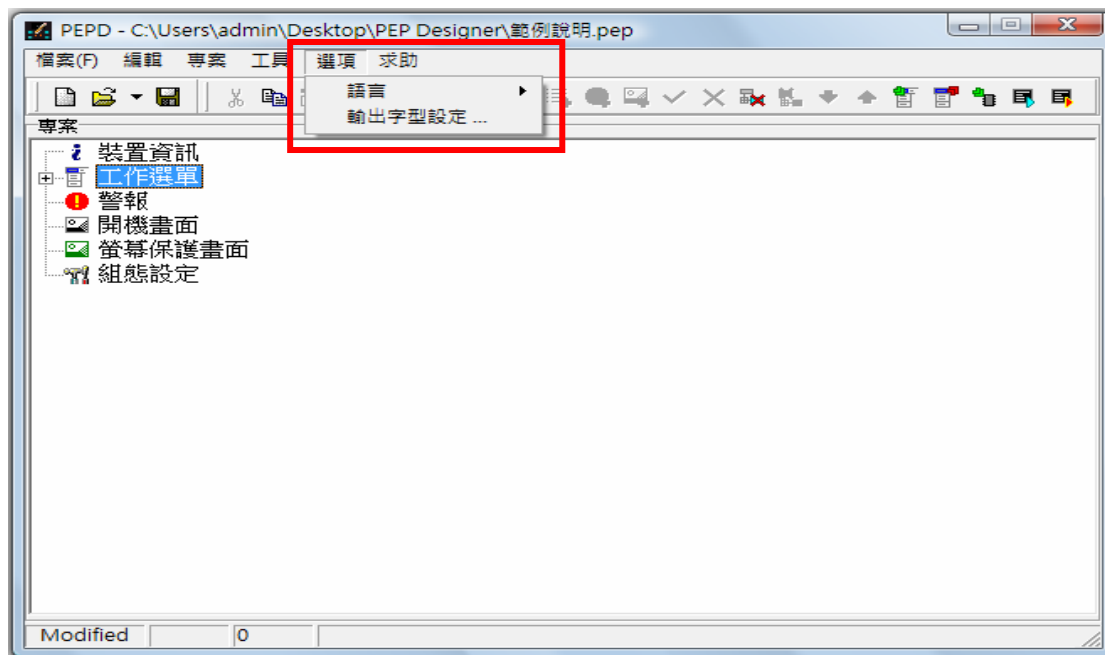 PEPD - C:\Users\admin\Desktop\PEP Designer\範例說明.pep
檔案(F) 編輯 專案 工具 選項 求助
語言
輸出字型設定 ...
專案
裝置資訊
工作選單
警報
開機畫面
螢幕保護畫面
組態設定
Modified 0